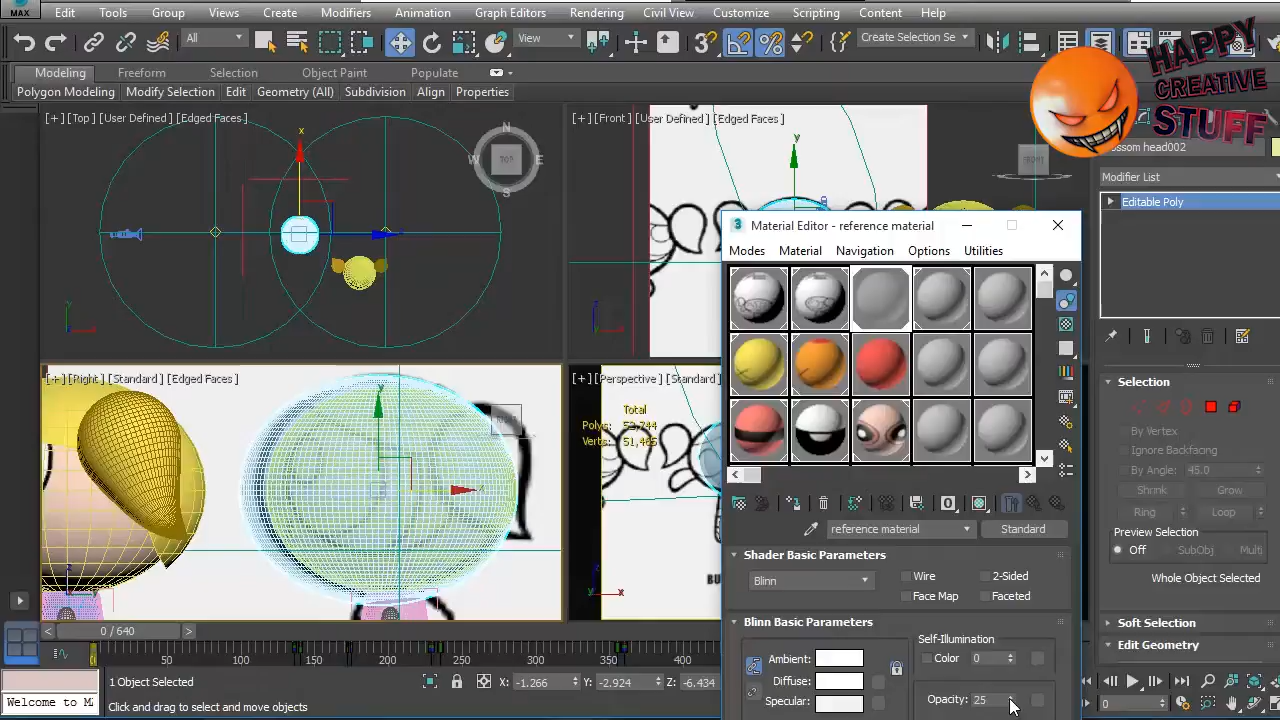 MAX
Edit Tools Group Views Create Modifiers Animation Graph Editors Rendering Civil View Customize Scripting Content Help
All View Create Selection Se
HAPPY
CREATIVE
STUFF
Modeling Freeform Selection Object Paint Populate
Polygon Modeling Modify Selection Edit Geometry (All) Subdivision Align Properties
[+] [Top] [User Defined] [Edged Faces]
[+] [Front] [User Defined] [Edged Faces]
ossom head002
Modifier List
Editable Poly
N
W TOP E
S
FRONT
x
y
3 Material Editor - reference material
Modes Material Navigation Options Utilities
[+] [Right] [Standard] [Edged Faces]
[+] [Perspective] [Standard]
Total
Polys:
Verts:
reference material Standard
Shader Basic Parameters
Blinn Wire 2-Sided
Face Map Faceted
Blinn Basic Parameters
Self-Illumination
Ambient: Color 0
Diffuse:
Specular: Opacity: 25
Selection
By Vertex
Ignore Backfacing
By Angle: 45.0
Shrink Grow
Ring Loop
Preview Selection
Off SubObj Multi
Whole Object Selected
Soft Selection
Edit Geometry
BU
0 / 640
50 100 150 200 250 300 350 400
1 Object Selected X: -1.266 Y: -2.924 Z: -6.434
Welcome to M Click and drag to select and move objects
0